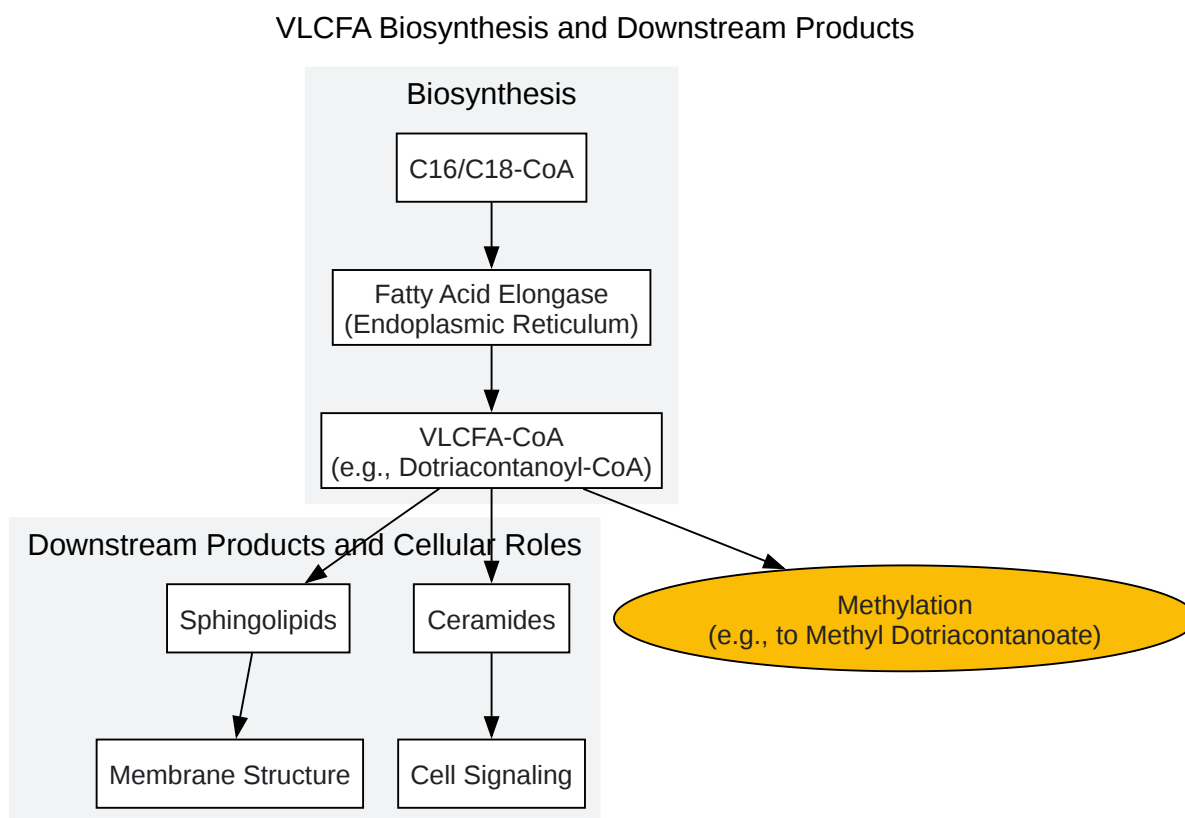 VLCFA Biosynthesis and Downstream Products
Biosynthesis
C16/C18-CoA
Fatty Acid Elongase
(Endoplasmic Reticulum)
VLCFA-CoA
(e.g., Dotriacontanoyl-CoA)
Downstream Products and Cellular Roles
Sphingolipids
Ceramides
Methylation
(e.g., to Methyl Dotriacontanoate)
Membrane Structure
Cell Signaling